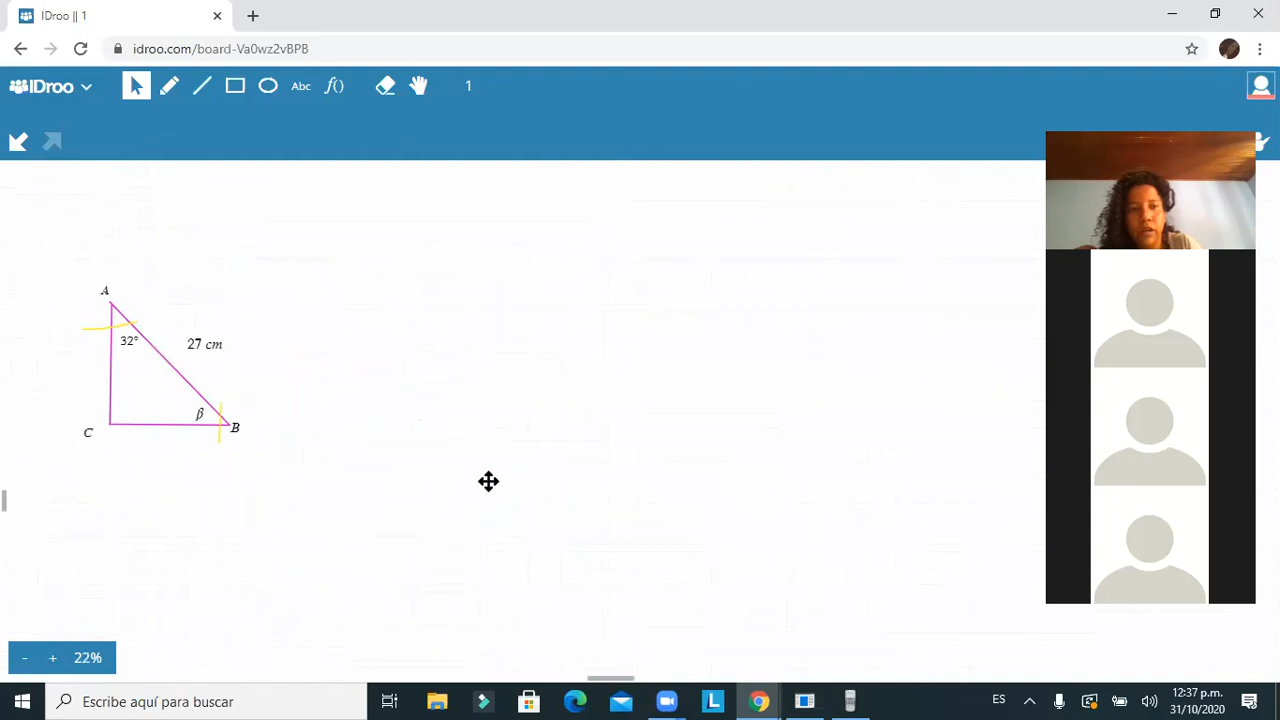 IDroo || 1
idroo.com/board-Va0wz2vBPB
IDroo
Abc
f()
1
A
32°
27 cm
β
B
C
- + 22%
Escribe aquí para buscar
L
ES
12:37 p.m.
31/10/2020